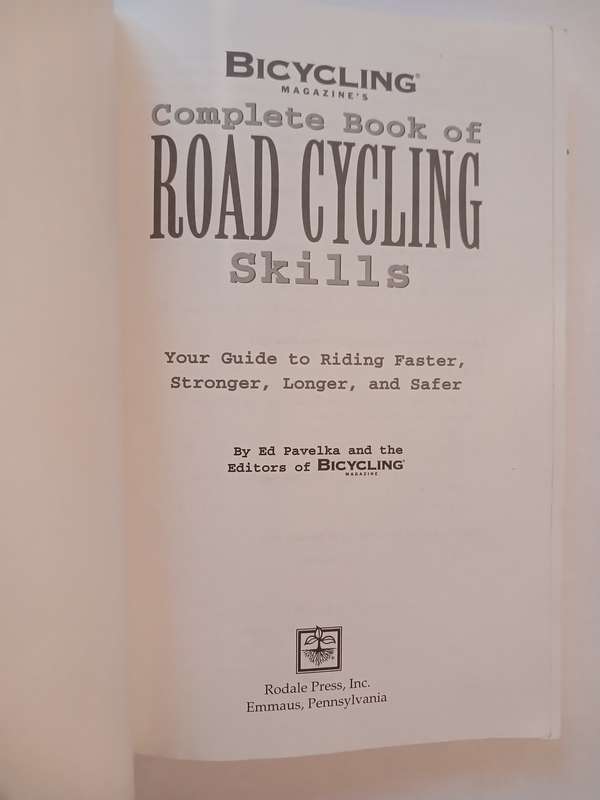 BICYCLING®
MAGAZINE'S
Complete Book of
ROAD CYCLING
Skills
Your Guide to Riding Faster,
Stronger, Longer, and Safer
By Ed Pavelka and the
Editors of BICYCLING®
MAGAZINE
Rodale Press, Inc.
Emmaus, Pennsylvania